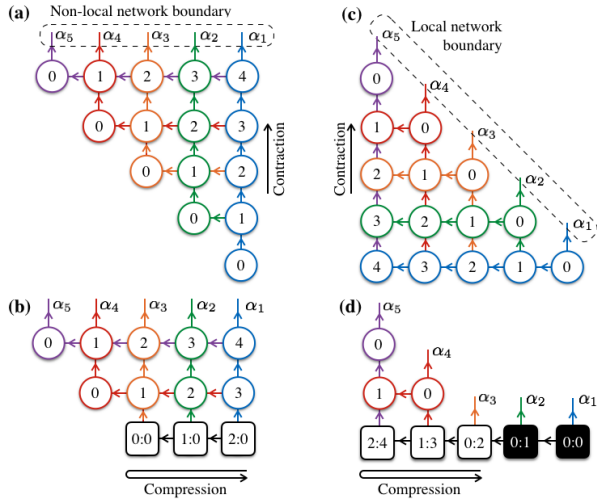 (a)
Non-local network boundary
α5 α4 α3 α2 α1
0 1 2 3 4
0 1 2 3
0 1 2
0 1
0
Contraction
(b)
α5 α4 α3 α2 α1
0 1 2 3 4
0 1 2 3
0:0 1:0 2:0
Compression
(c)
Local network
boundary
α5
0
α4
1 0
α3
2 1 0
α2
3 2 1 0
α1
4 3 2 1 0
Contraction
(d)
α5
0
α4
1 0
α3 α2 α1
2:4 1:3 0:2 0:1 0:0
Compression